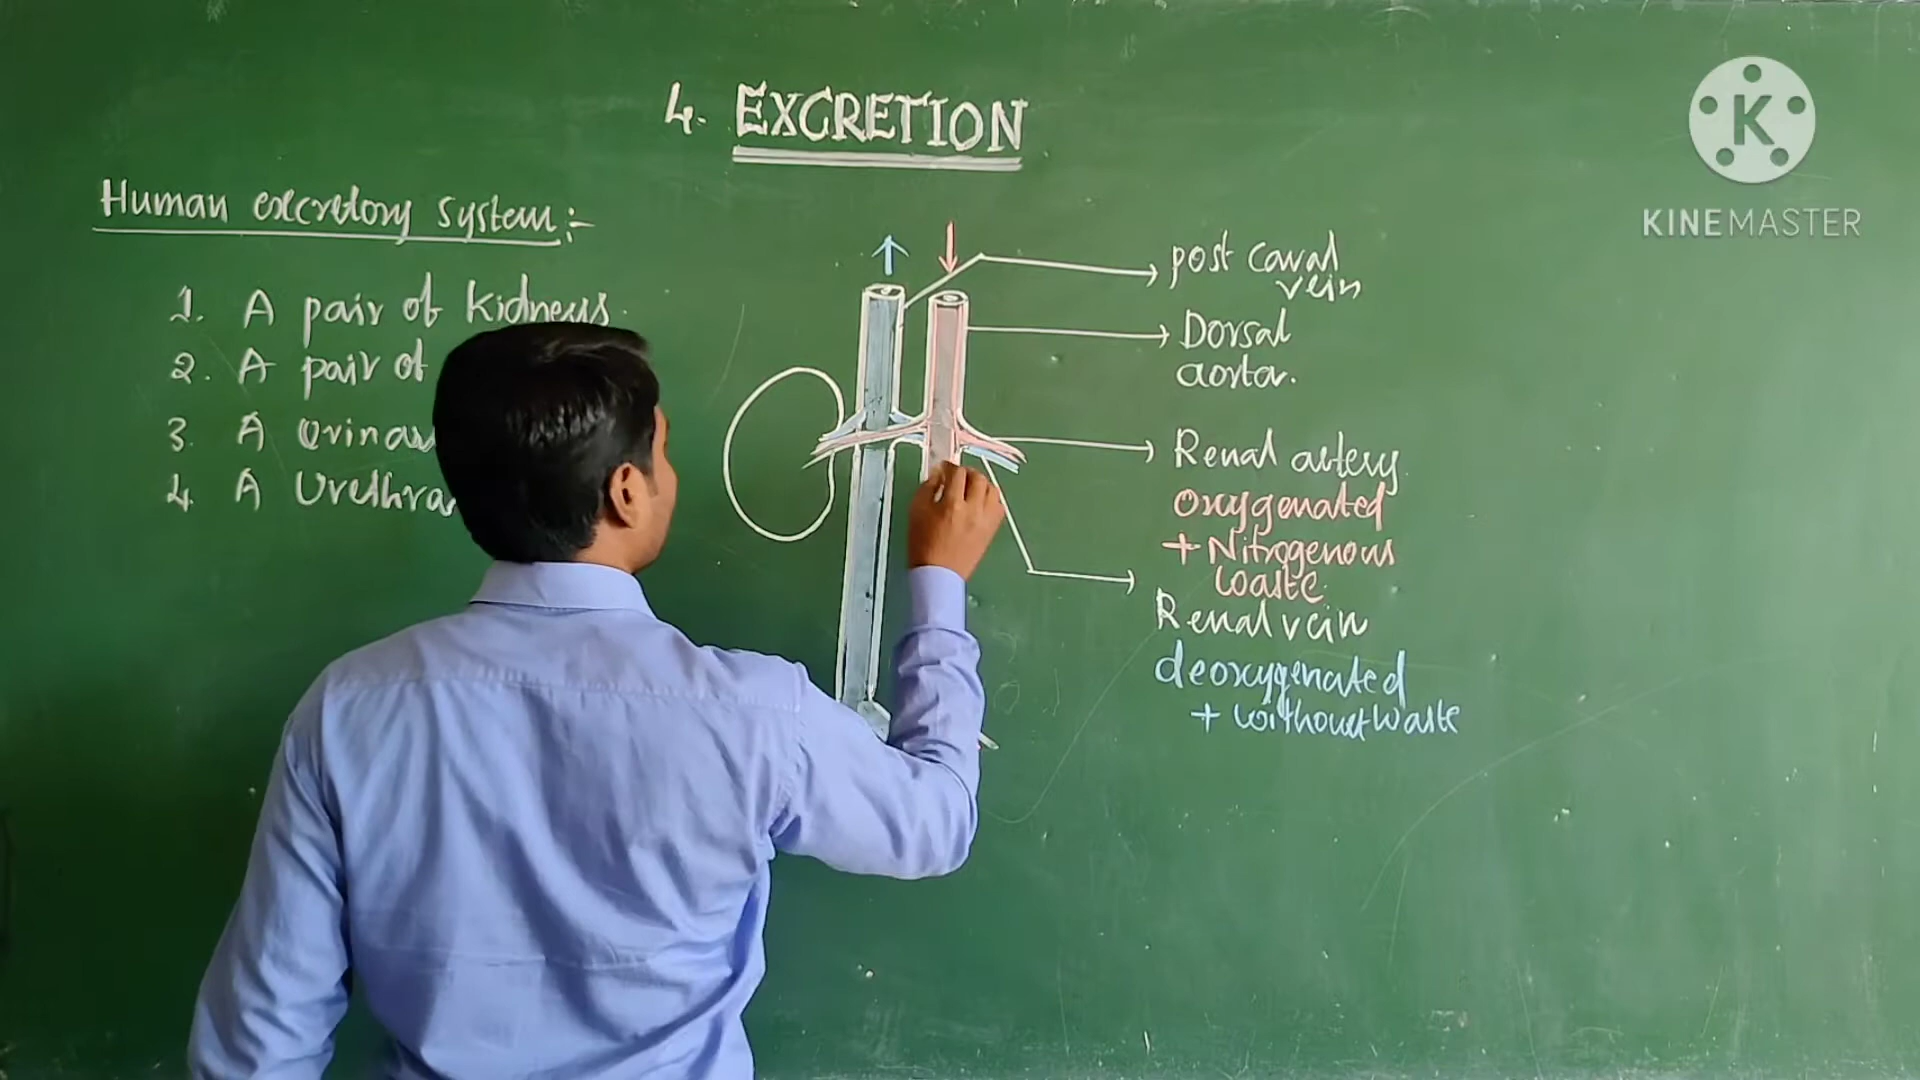 4. EXCRETION
Human excretory system:-
1. A pair of kidneys.
2. A pair of
3. A
4. A Urethra
post caval
vein
Dorsal
aorta.
Renal artery
oxygenated
+ Nitrogenous
waste
Renal vein
deoxygenated
+ without waste
K
KINEMASTER